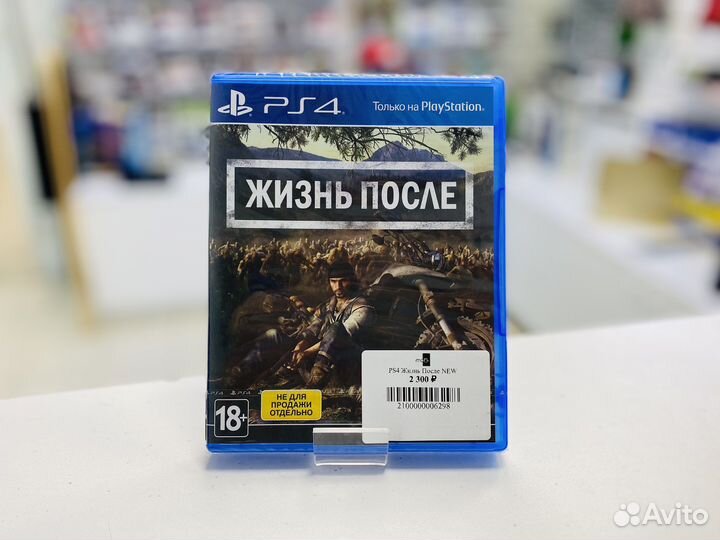 PS4
Только на PlayStation
ЖИЗНЬ ПОСЛЕ
PS4 Жизнь После NEW
2 300 ₽
2100000006298
НЕ ДЛЯ
ПРОДАЖИ
ОТДЕЛЬНО
18+
Avito